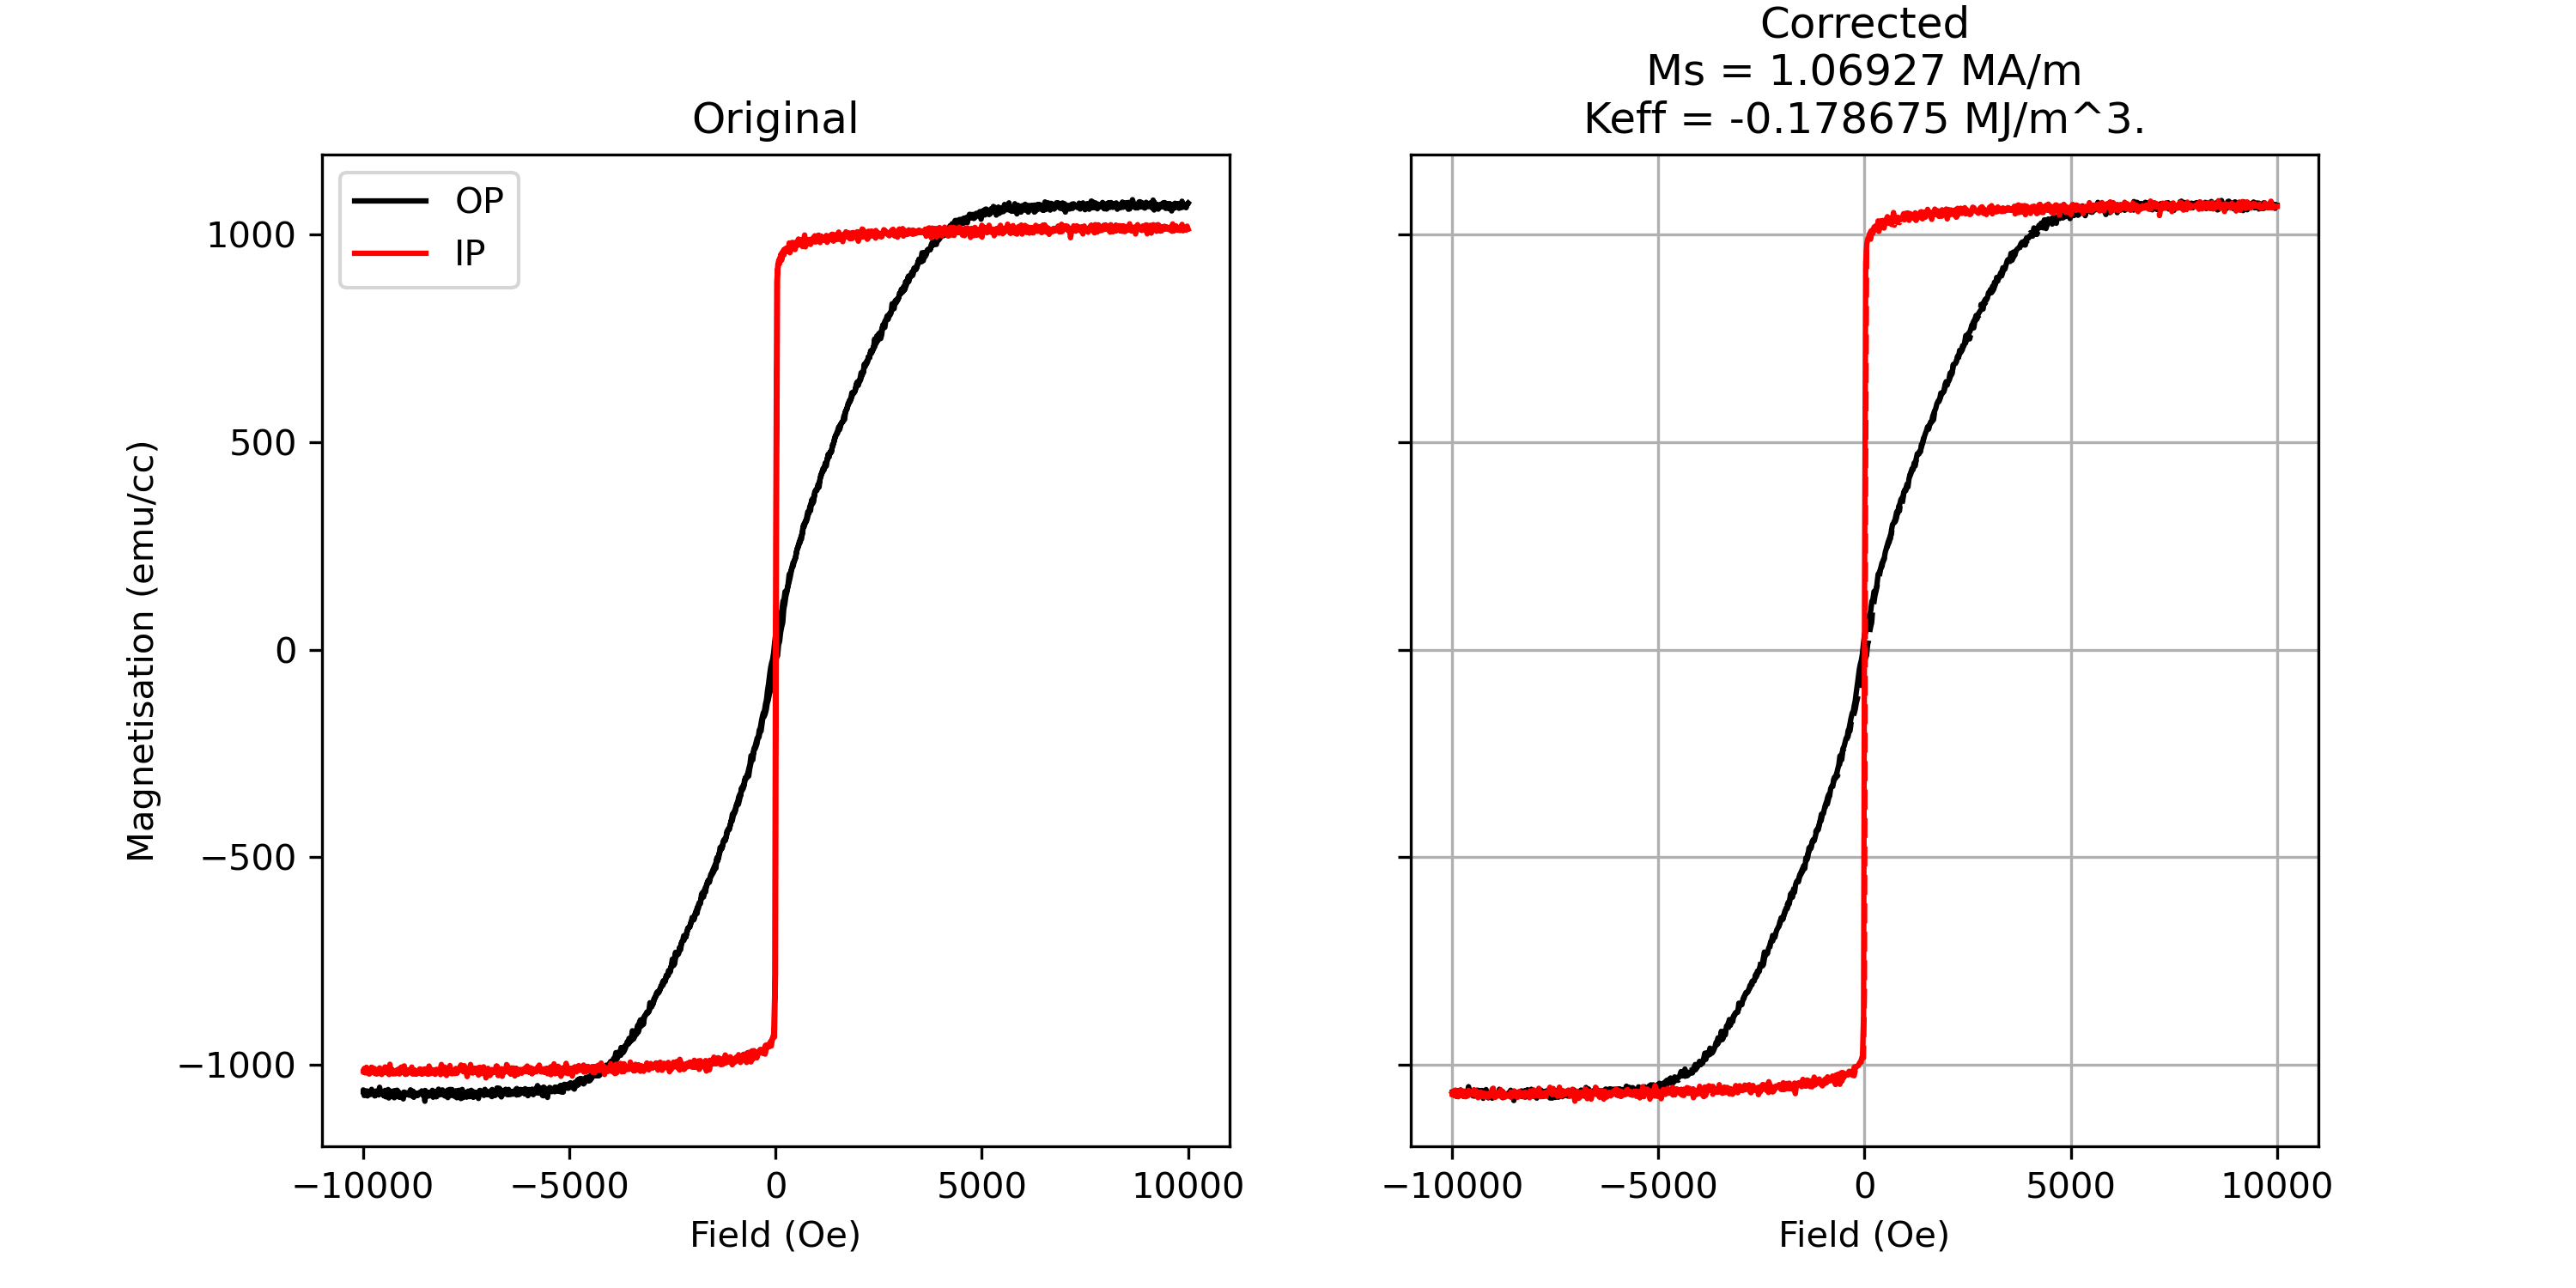 Original
OP
IP
1000
500
0
−500
−1000
Magnetisation (emu/cc)
−10000 −5000 0 5000 10000
Field (Oe)
Corrected
Ms = 1.06927 MA/m
Keff = -0.178675 MJ/m^3.
−10000 −5000 0 5000 10000
Field (Oe)